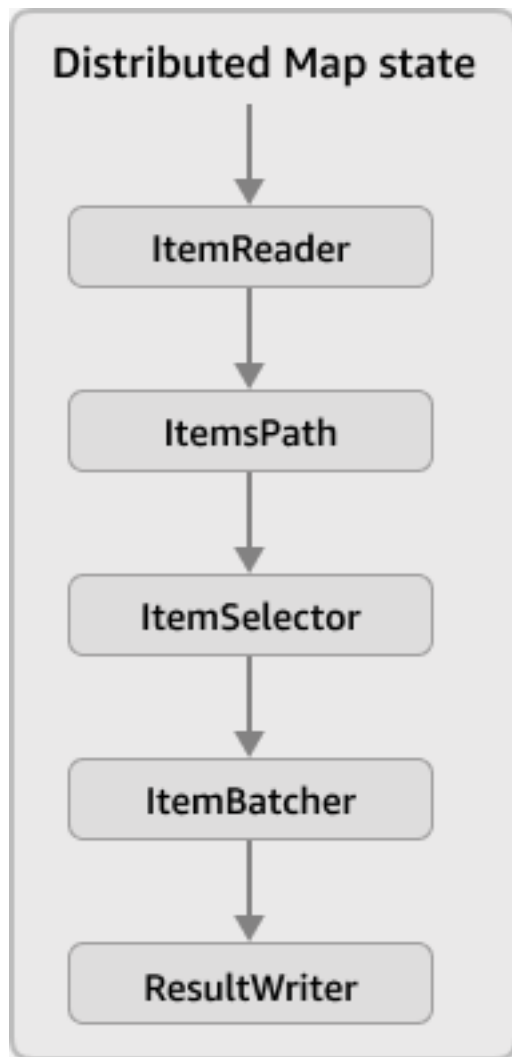 Distributed Map state
ItemReader
ItemsPath
ItemSelector
ItemBatcher
ResultWriter